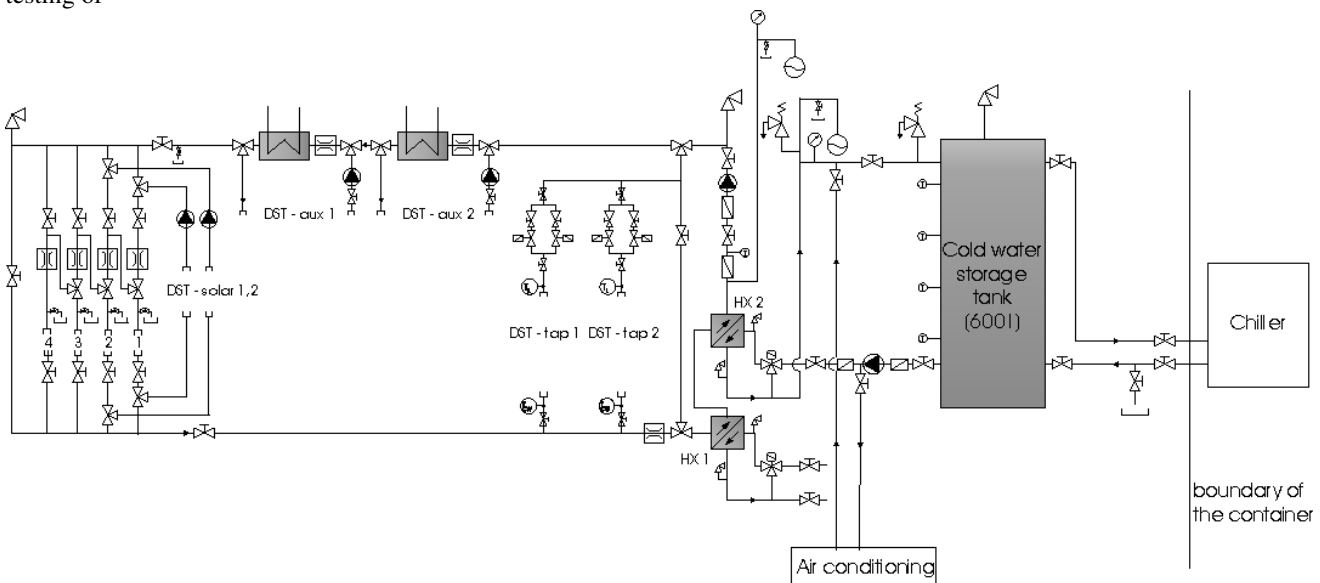 testing of
DST - aux 1
DST - aux 2
DST - solar 1,2
DST - tap 1
DST - tap 2
4
3
2
1
HX 2
HX 1
T
T
T
T
T
Cold water
storage
tank
(600l)
Chiller
boundary of
the container
Air conditioning